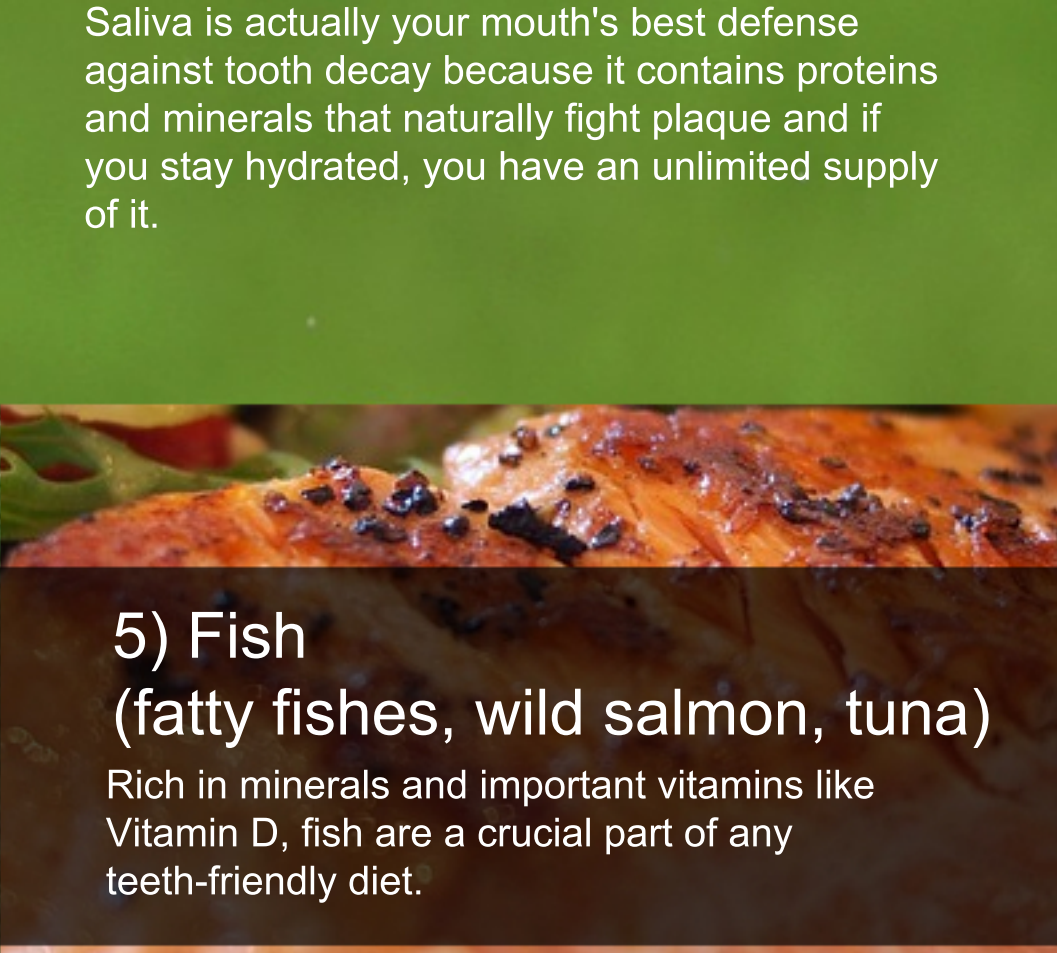 Saliva is actually your mouth's best defense
against tooth decay because it contains proteins
and minerals that naturally fight plaque and if
you stay hydrated, you have an unlimited supply
of it.
5) Fish
(fatty fishes, wild salmon, tuna)
Rich in minerals and important vitamins like
Vitamin D, fish are a crucial part of any
teeth-friendly diet.